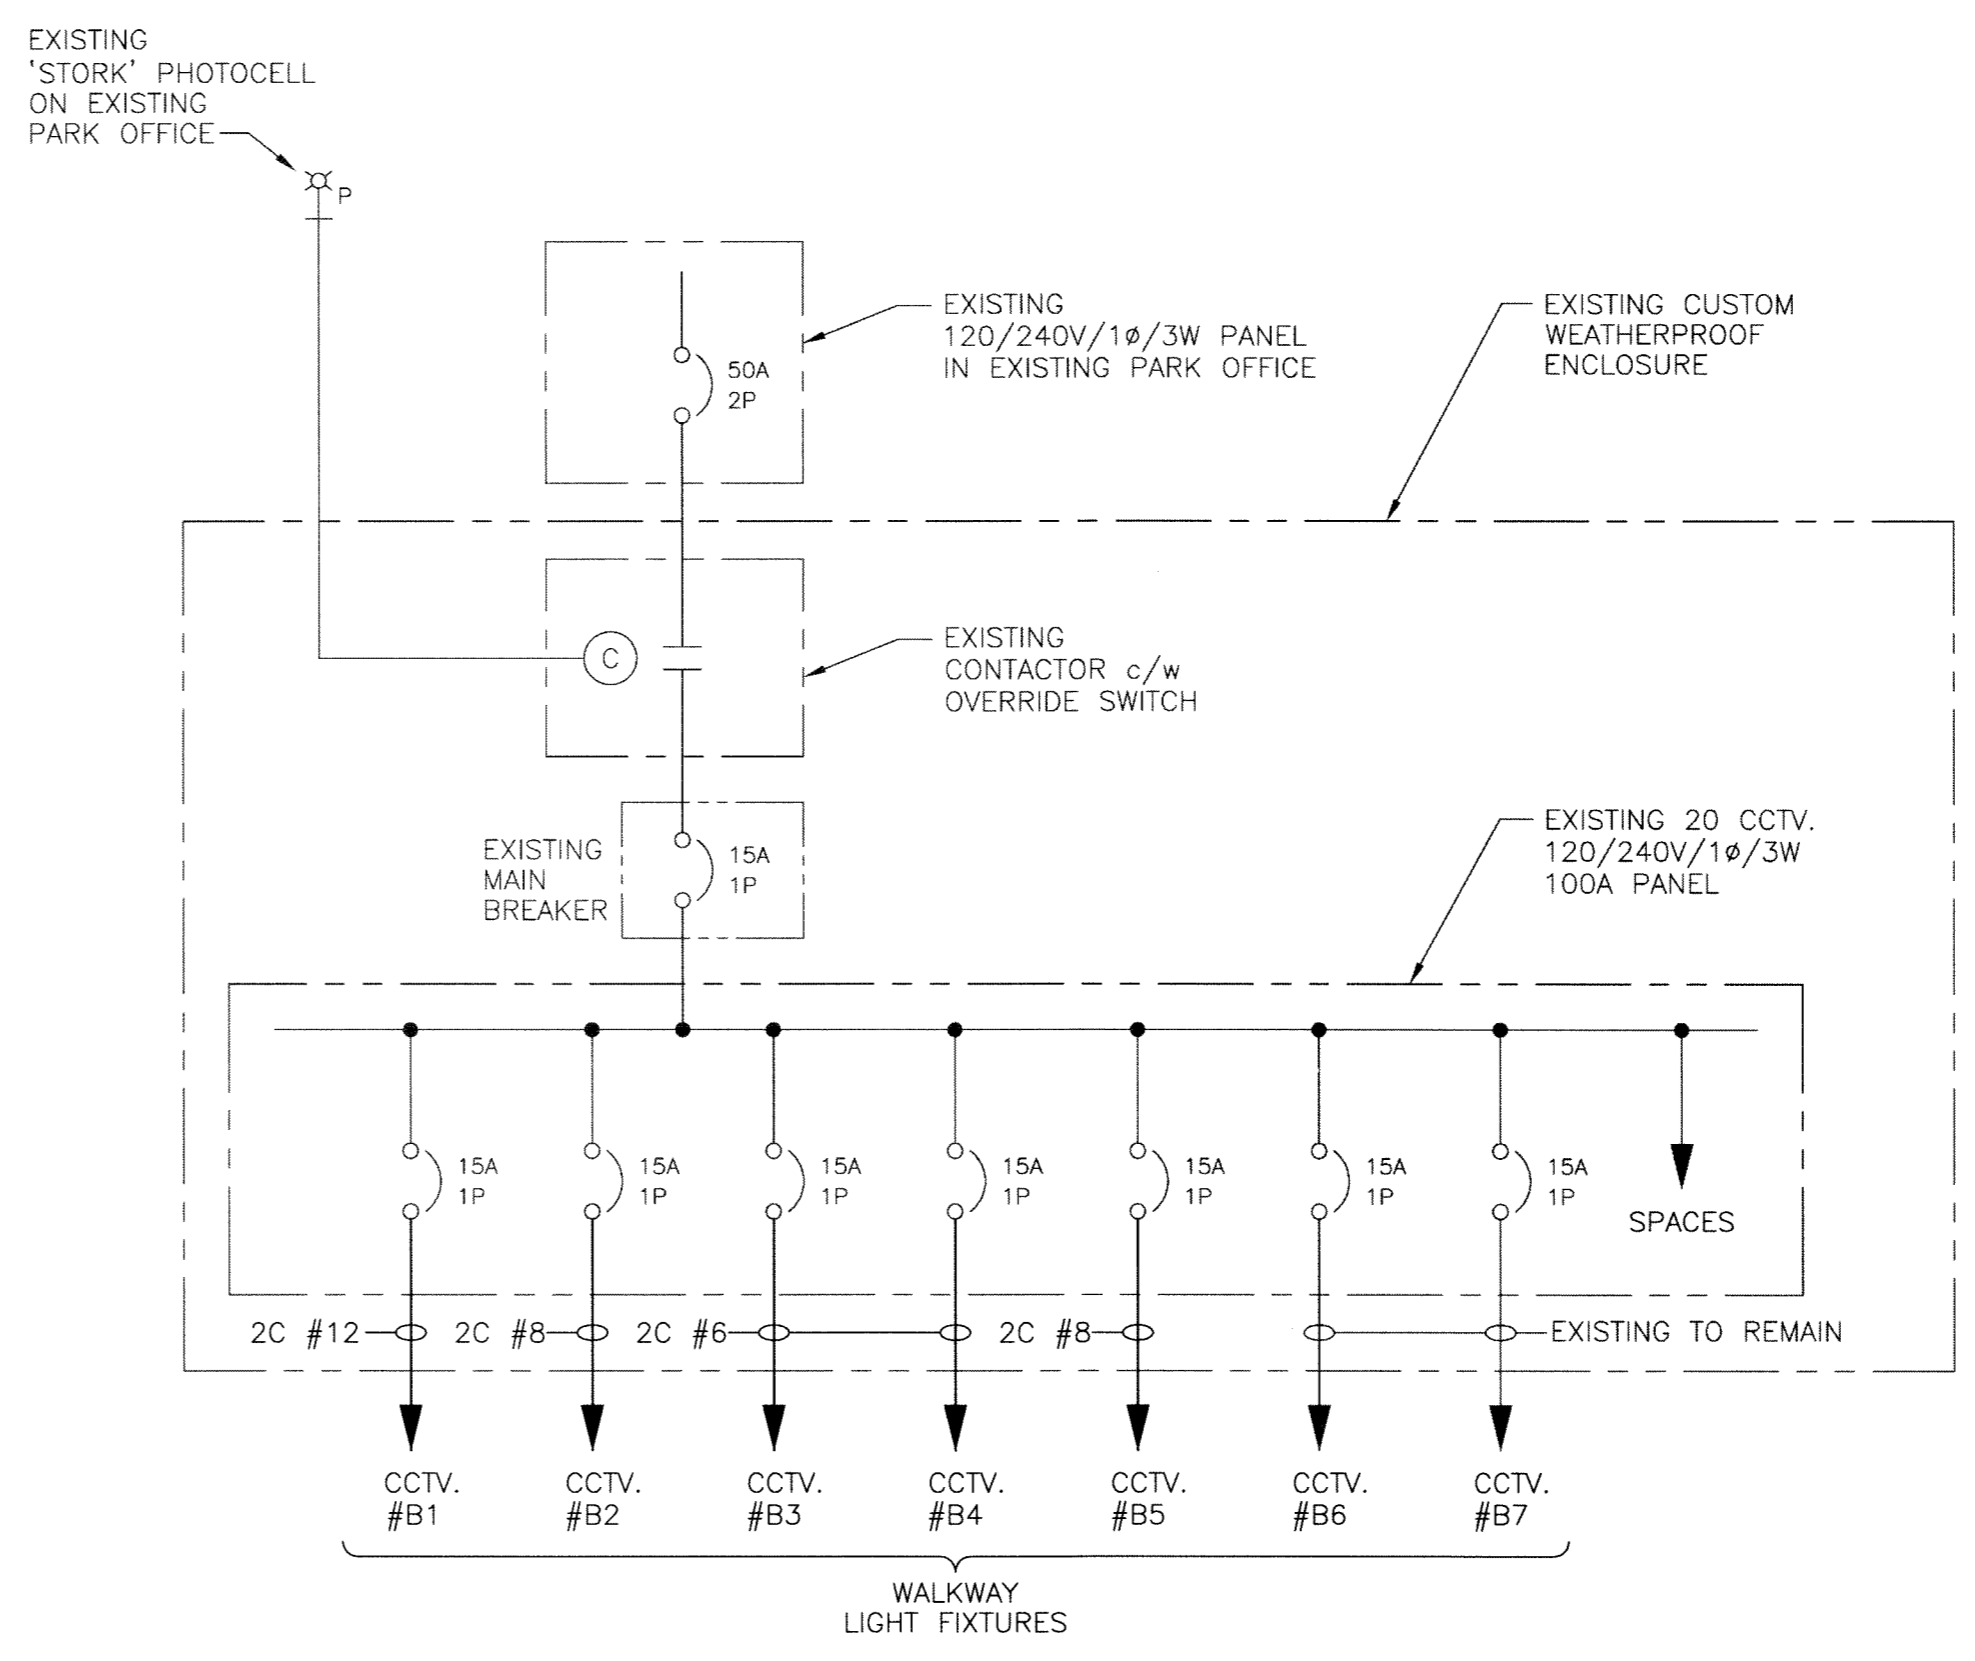 EXISTING
'STORK' PHOTOCELL
ON EXISTING
PARK OFFICE
P
50A
2P
EXISTING
120/240V/1ø/3W PANEL
IN EXISTING PARK OFFICE
EXISTING CUSTOM
WEATHERPROOF
ENCLOSURE
C
EXISTING
CONTACTOR c/w
OVERRIDE SWITCH
EXISTING
MAIN
BREAKER
15A
1P
EXISTING 20 CCTV.
120/240V/1ø/3W
100A PANEL
15A 15A 15A 15A 15A 15A 15A
1P 1P 1P 1P 1P 1P 1P
SPACES
2C #12 2C #8 2C #6 2C #8 EXISTING TO REMAIN
CCTV. CCTV. CCTV. CCTV. CCTV. CCTV. CCTV.
#B1 #B2 #B3 #B4 #B5 #B6 #B7
WALKWAY
LIGHT FIXTURES